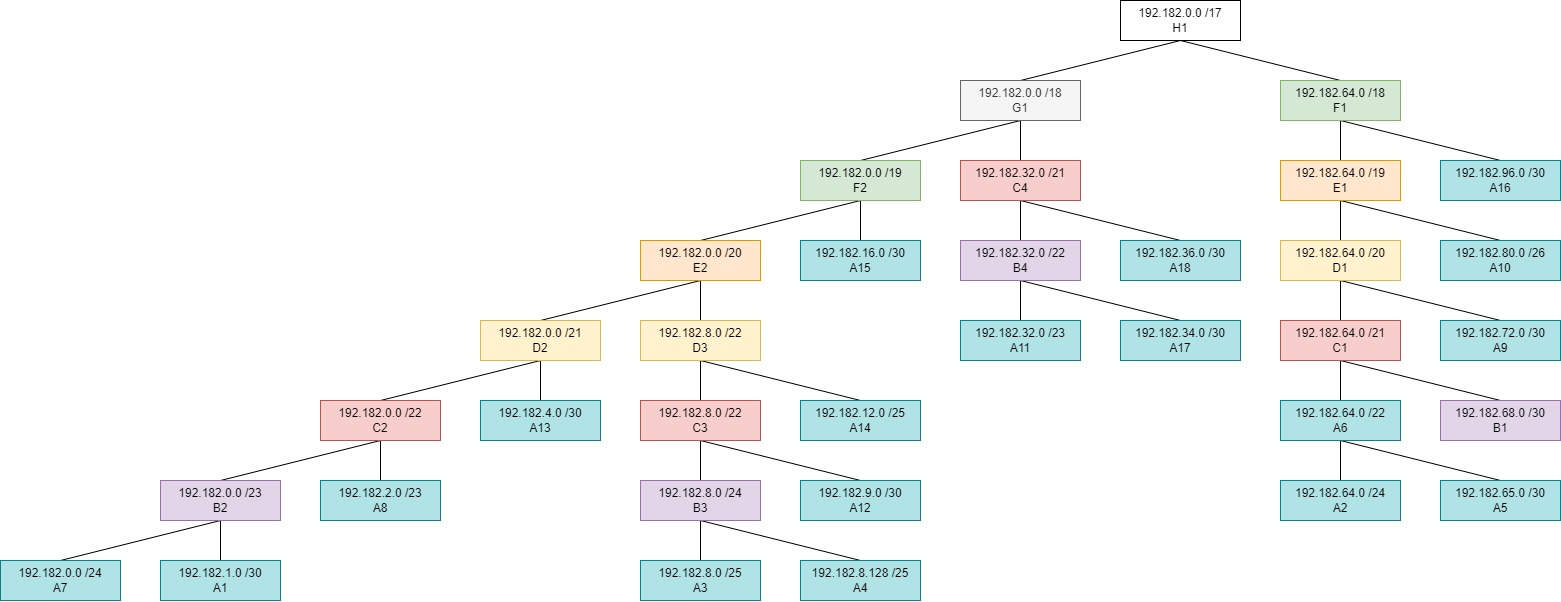 192.182.0.0 /17
H1
192.182.0.0 /18
G1
192.182.64.0 /18
F1
192.182.0.0 /19
F2
192.182.32.0 /21
C4
192.182.64.0 /19
E1
192.182.96.0 /30
A16
192.182.0.0 /20
E2
192.182.16.0 /30
A15
192.182.32.0 /22
B4
192.182.36.0 /30
A18
192.182.64.0 /20
D1
192.182.80.0 /26
A10
192.182.0.0 /21
D2
192.182.8.0 /22
D3
192.182.32.0 /23
A11
192.182.34.0 /30
A17
192.182.64.0 /21
C1
192.182.72.0 /30
A9
192.182.0.0 /22
C2
192.182.4.0 /30
A13
192.182.8.0 /22
C3
192.182.12.0 /25
A14
192.182.64.0 /22
A6
192.182.68.0 /30
B1
192.182.0.0 /23
B2
192.182.2.0 /23
A8
192.182.8.0 /24
B3
192.182.9.0 /30
A12
192.182.64.0 /24
A2
192.182.65.0 /30
A5
192.182.0.0 /24
A7
192.182.1.0 /30
A1
192.182.8.0 /25
A3
192.182.8.128 /25
A4